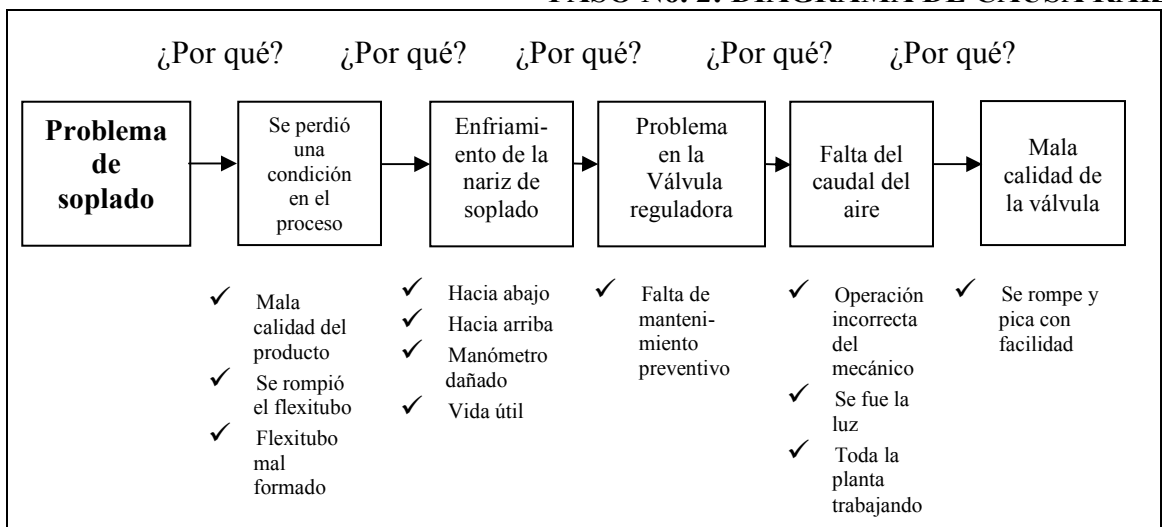 PASO No. 2: DIAGRAMA DE CAUSA RAIZ
¿Por qué? ¿Por qué? ¿Por qué? ¿Por qué? ¿Por qué?
Problema
de
soplado
Se perdió
una
condición
en el
proceso
Enfriami-
ento de la
nariz de
soplado
Problema
en la
Válvula
reguladora
Falta del
caudal del
aire
Mala
calidad de
la válvula
✓ Mala
calidad del
producto
✓ Se rompió
el flexitubo
✓ Flexitubo
mal
formado
✓ Hacia abajo
✓ Hacia arriba
✓ Manómetro
dañado
✓ Vida útil
✓ Falta de
manteni-
miento
preventivo
✓ Operación
incorrecta
del
mecánico
✓ Se fue la
luz
✓ Toda la
planta
trabajando
✓ Se rompe y
pica con
facilidad